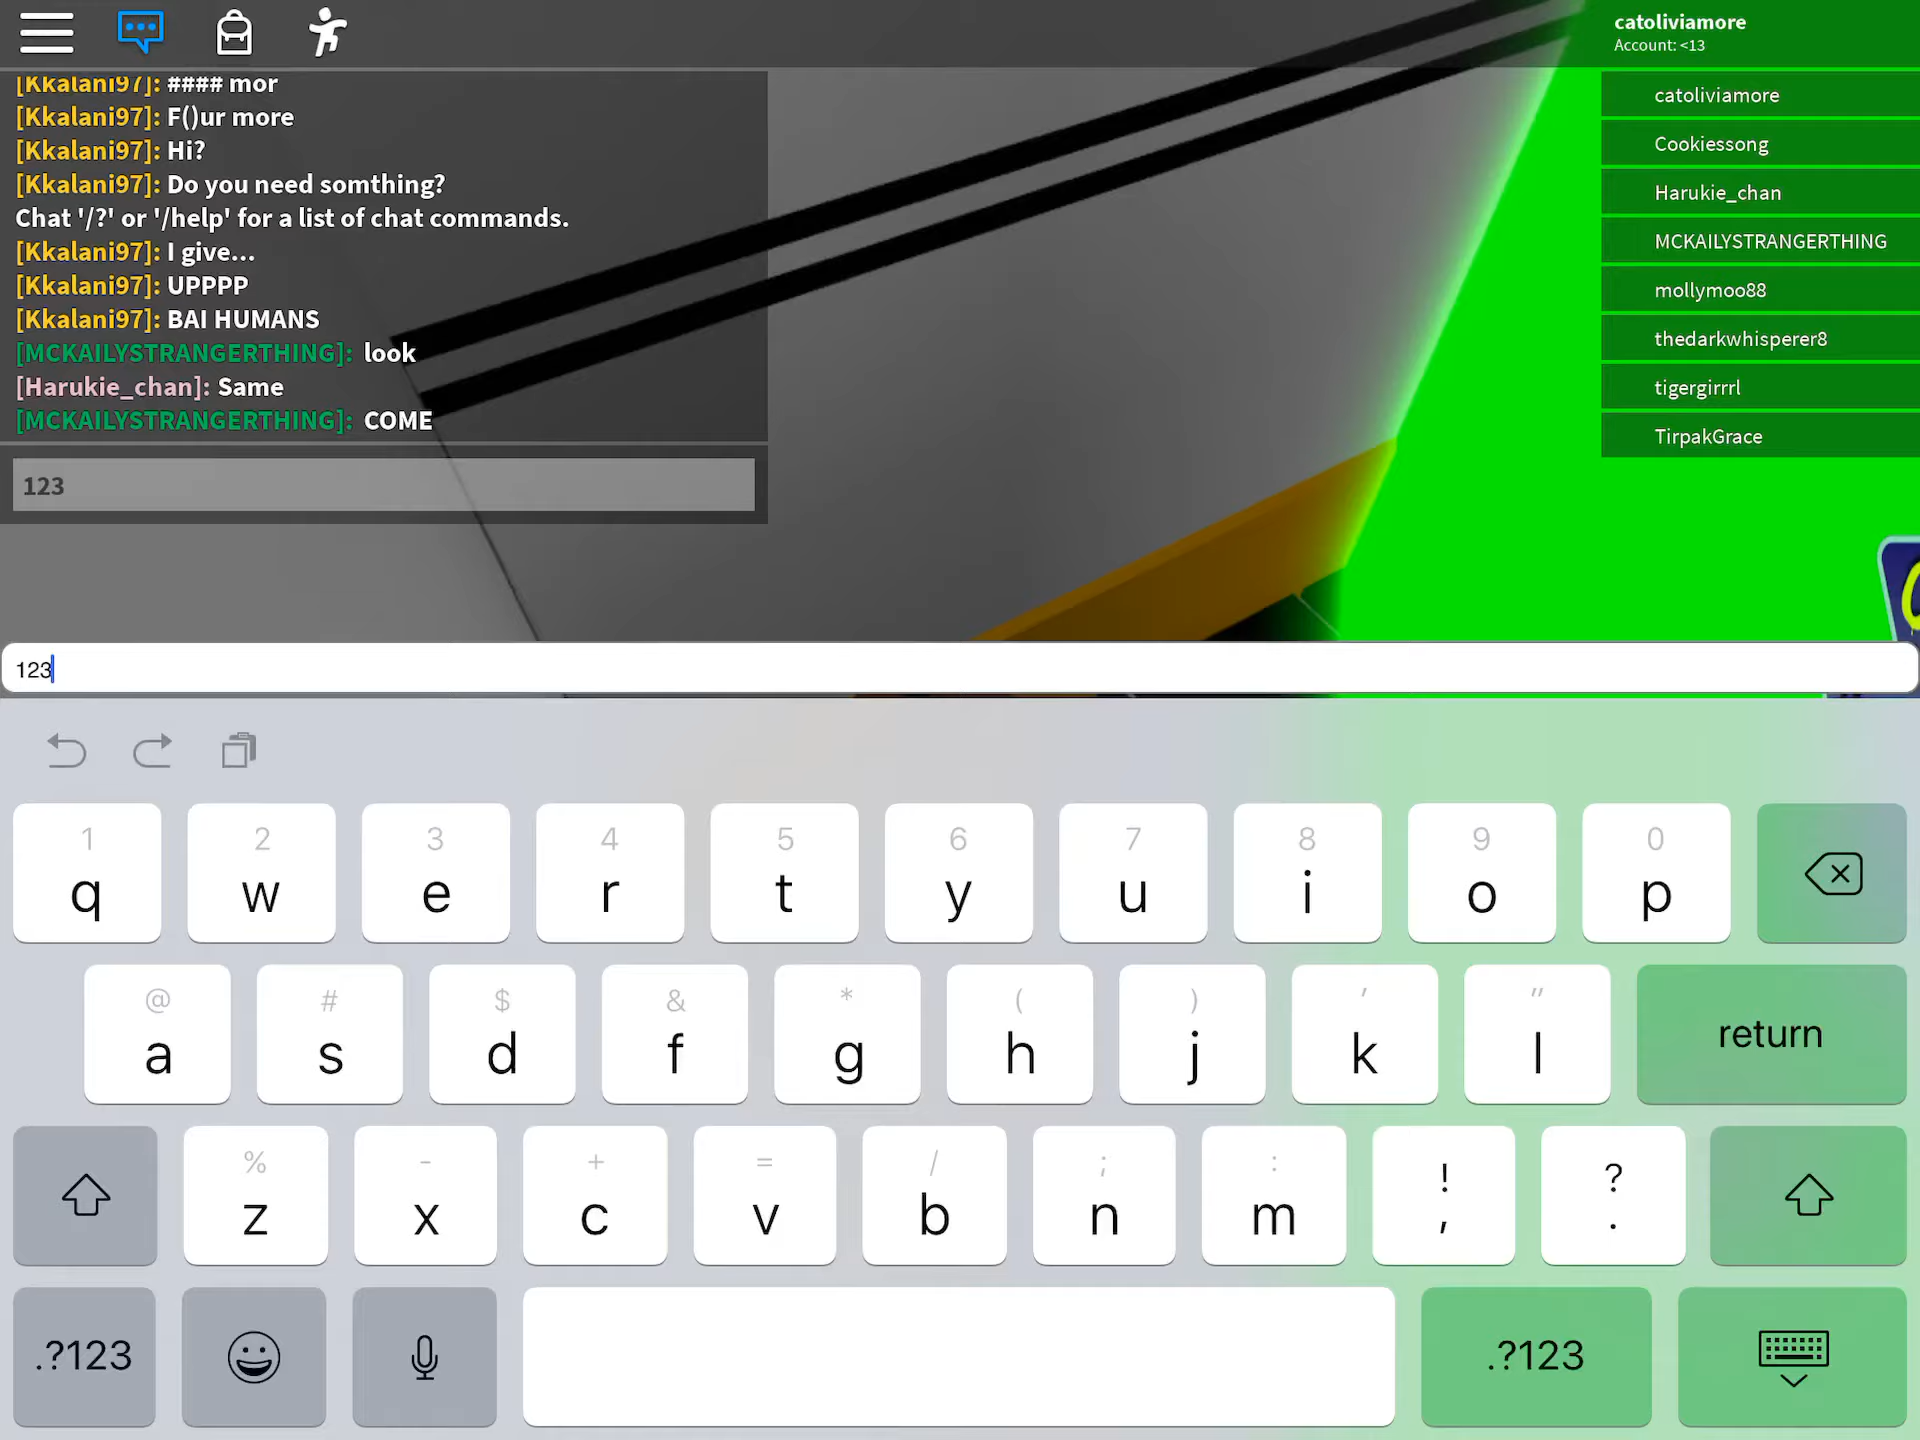 catoliviamore
Account: <13
[Kkalani97]: #### mor
[Kkalani97]: F()ur more
[Kkalani97]: Hi?
[Kkalani97]: Do you need somthing?
Chat '/?' or '/help' for a list of chat commands.
[Kkalani97]: I give...
[Kkalani97]: UPPPP
[Kkalani97]: BAI HUMANS
[MCKAILYSTRANGERTHING]: look
[Harukie_chan]: Same
[MCKAILYSTRANGERTHING]: COME
123
catoliviamore
Cookiessong
Harukie_chan
MCKAILYSTRANGERTHING
mollymoo88
thedarkwhisperer8
tigergirrrl
TirpakGrace
123
1 2 3 4 5 6 7 8 9 0
q w e r t y u i o p
@ # $ & * ( ) ' "
a s d f g h j k l return
% - + = / ; : ! ?
z x c v b n m , .
.?123 .?123